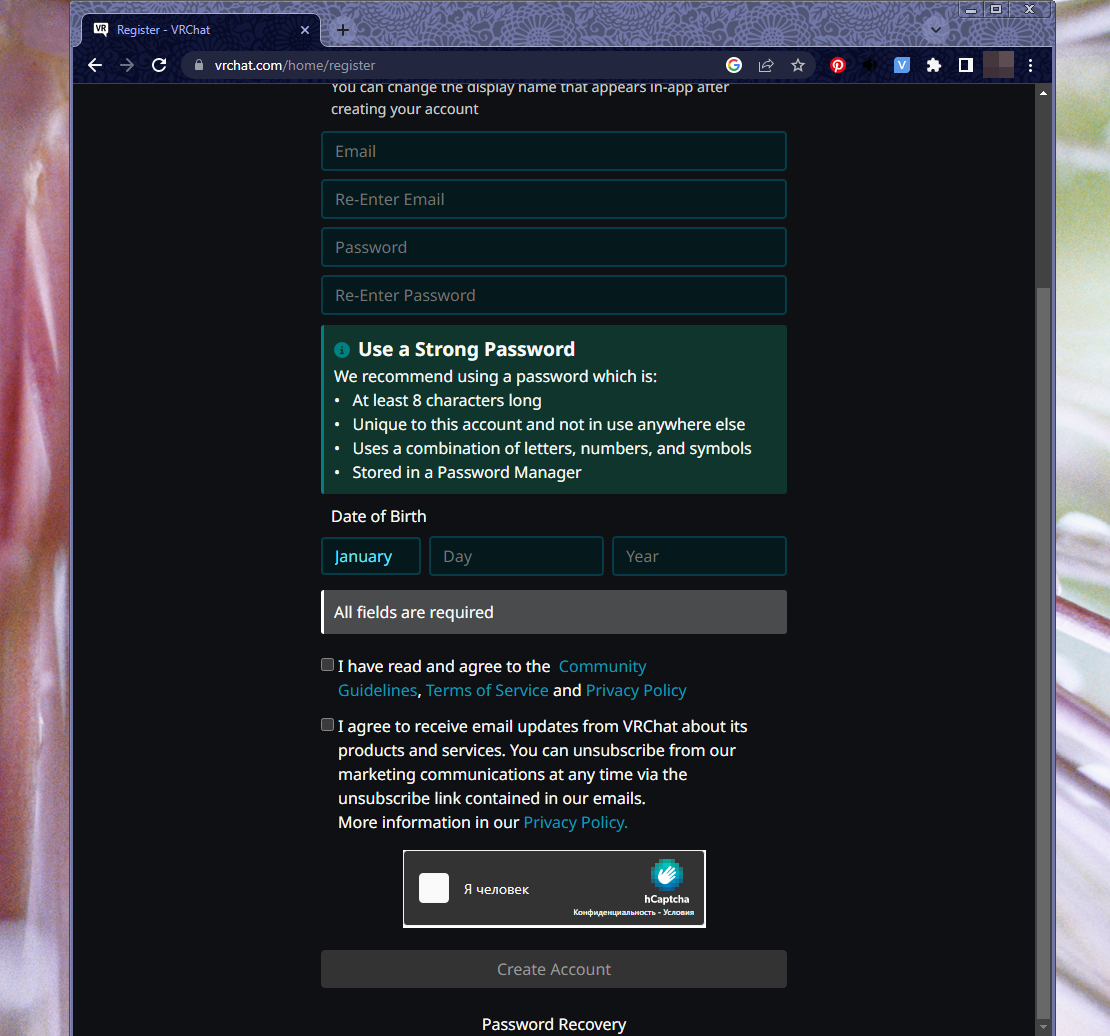 VR
Register - VRChat
vrchat.com/home/register
G
V
You can change the display name that appears in-app after
creating your account
Email
Re-Enter Email
Password
Re-Enter Password
Use a Strong Password
We recommend using a password which is:
• At least 8 characters long
• Unique to this account and not in use anywhere else
• Uses a combination of letters, numbers, and symbols
• Stored in a Password Manager
Date of Birth
January Day Year
All fields are required
I have read and agree to the Community
Guidelines, Terms of Service and Privacy Policy
I agree to receive email updates from VRChat about its
products and services. You can unsubscribe from our
marketing communications at any time via the
unsubscribe link contained in our emails.
More information in our Privacy Policy.
Я человек
hCaptcha
Конфиденциальность - Условия
Create Account
Password Recovery